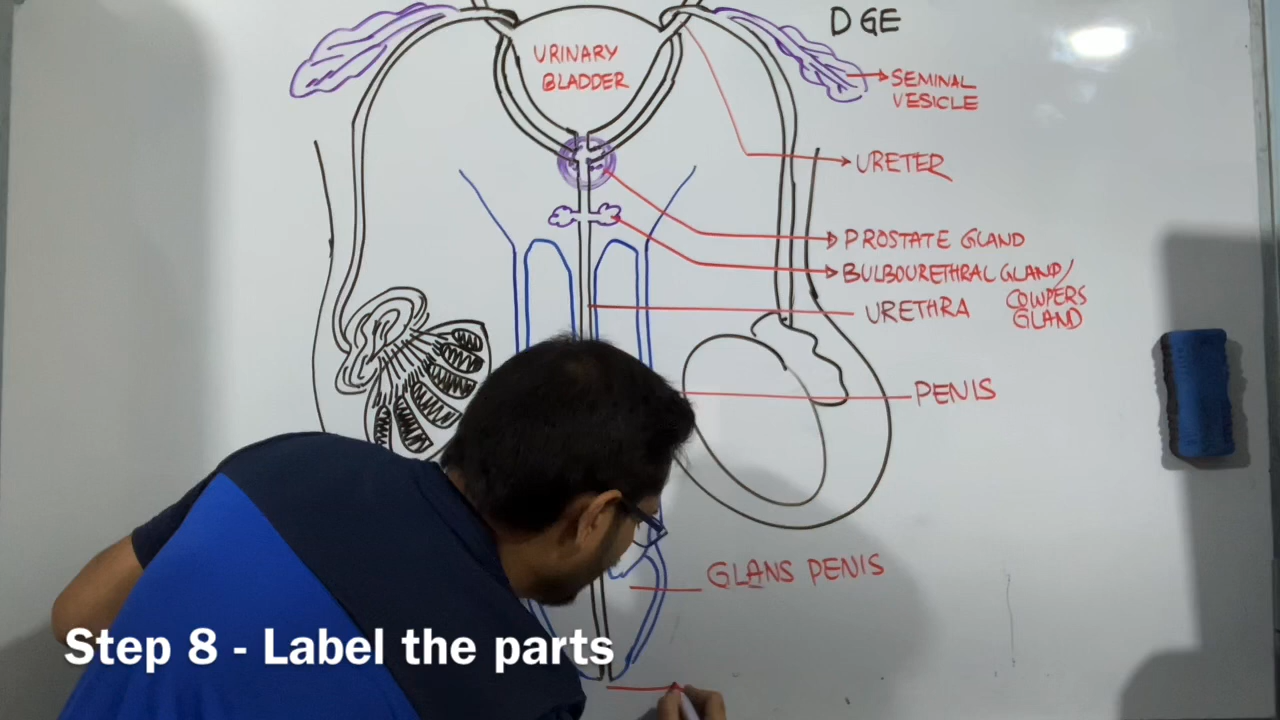 DGE
URINARY
BLADDER
SEMINAL
VESICLE
URETER
PROSTATE GLAND
BULBOURETHRAL GLAND/
COWPERS
GLAND
URETHRA
PENIS
GLANS PENIS
Step 8 - Label the parts